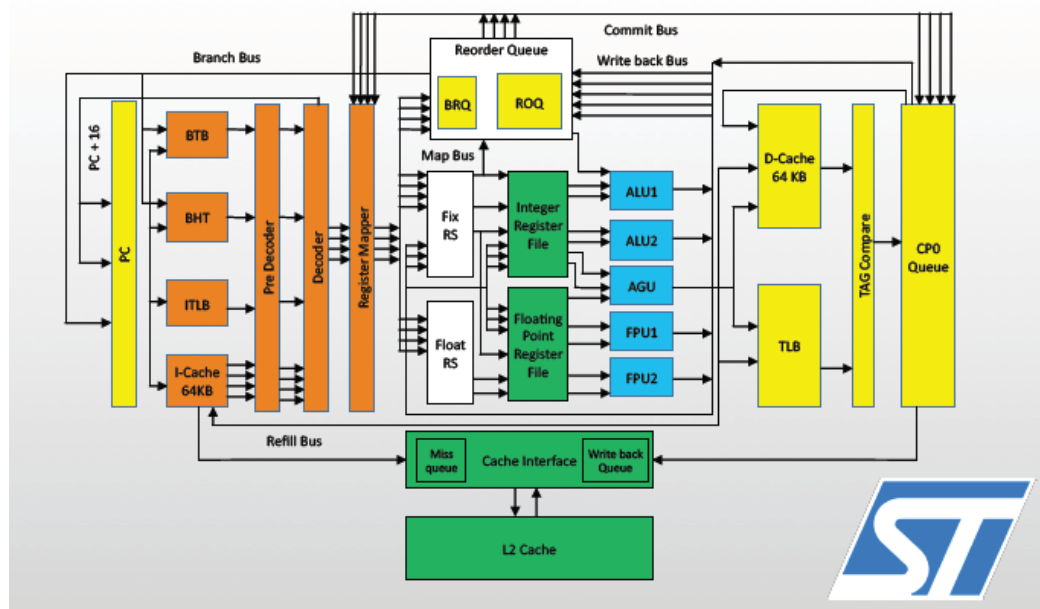 Commit Bus
Reorder Queue
Branch Bus
Write back Bus
BRQ
ROQ
PC + 16
BTB
Map Bus
D-Cache
64 KB
ALU1
BHT
Fix
RS
Integer
Register
File
ALU2
PC
Pre Decoder
Decoder
Register Mapper
TAG Compare
CP0
Queue
AGU
ITLB
Floating
Point
Register
File
FPU1
Float
RS
TLB
I-Cache
64KB
FPU2
Refill Bus
Miss
queue
Cache Interface
Write back
Queue
L2 Cache
ST